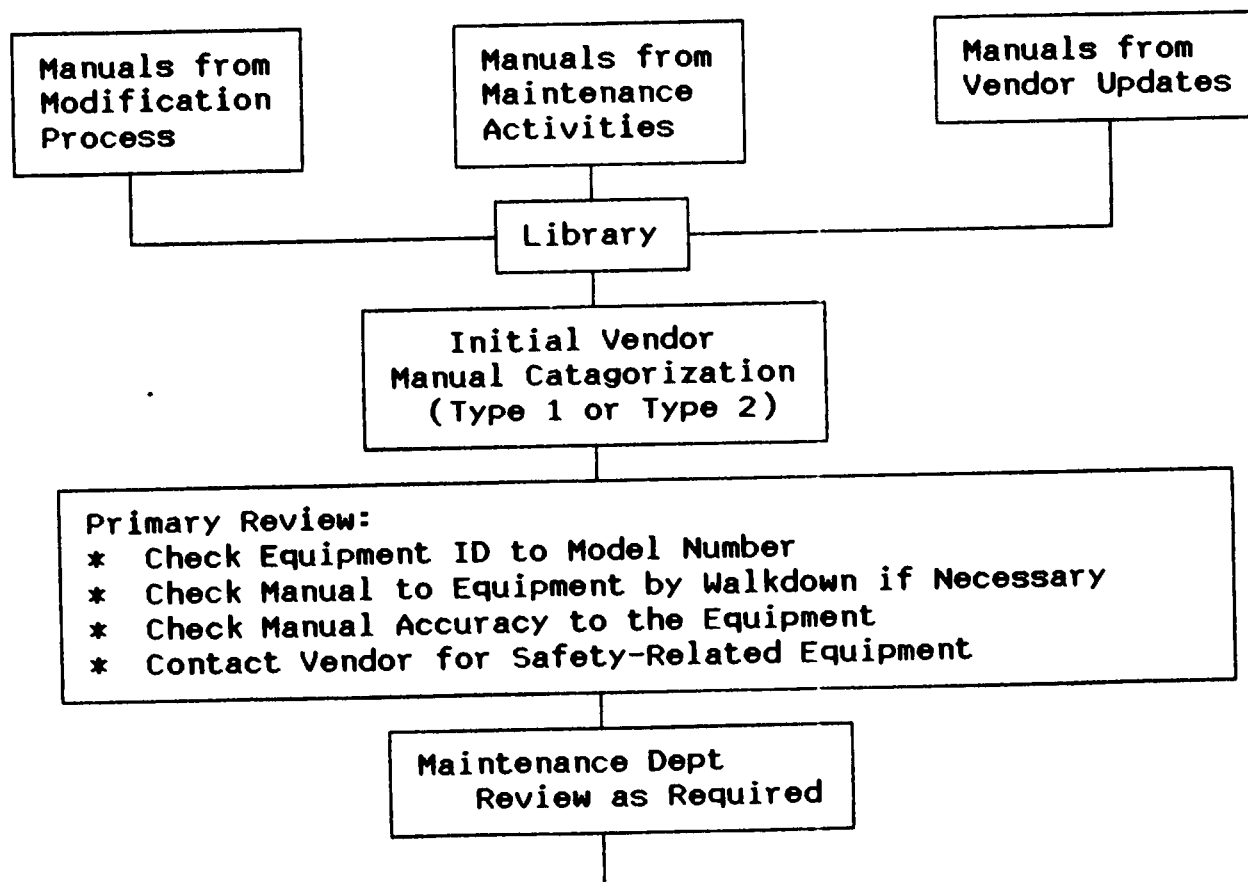 Manuals from
Modification
Process
Manuals from
Maintenance
Activities
Manuals from
Vendor Updates
Library
Initial Vendor
Manual Catagorization
(Type 1 or Type 2)
Primary Review:
* Check Equipment ID to Model Number
* Check Manual to Equipment by Walkdown if Necessary
* Check Manual Accuracy to the Equipment
* Contact Vendor for Safety-Related Equipment
Maintenance Dept
Review as Required